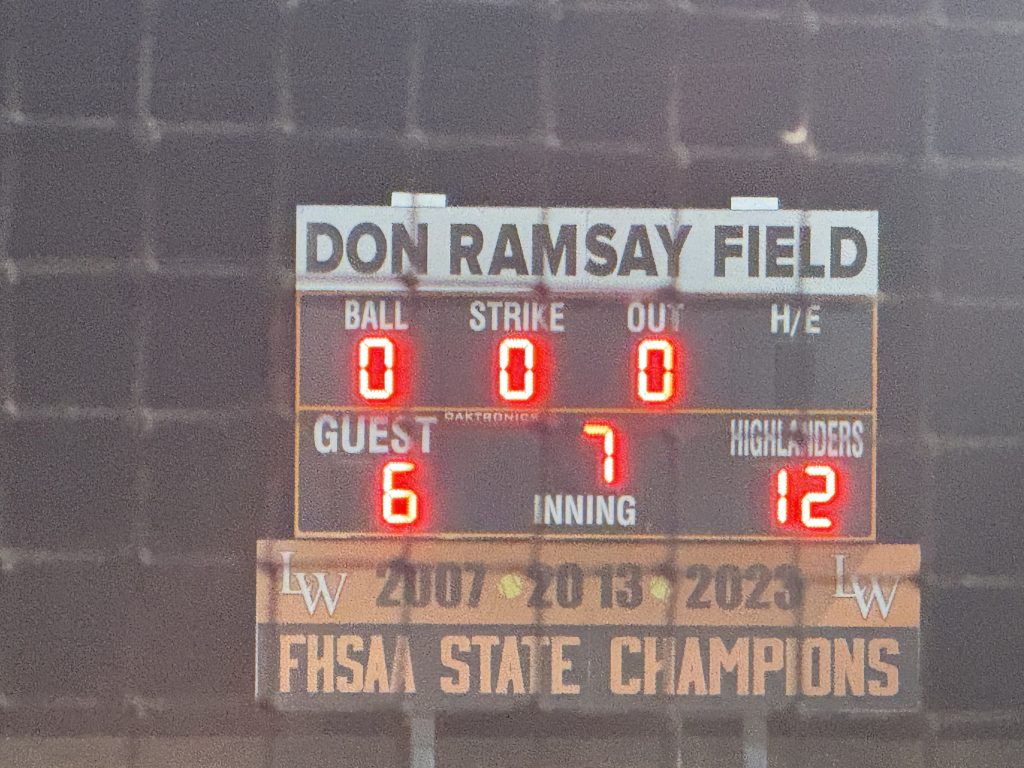 DON RAMSAY FIELD
BALL STRIKE OUT H/E
0 0 0
DAKTRONICS
GUEST 7 HIGHLANDERS
6 INNING 12
LW 2007 2013 2023 LW
FHSAA STATE CHAMPIONS